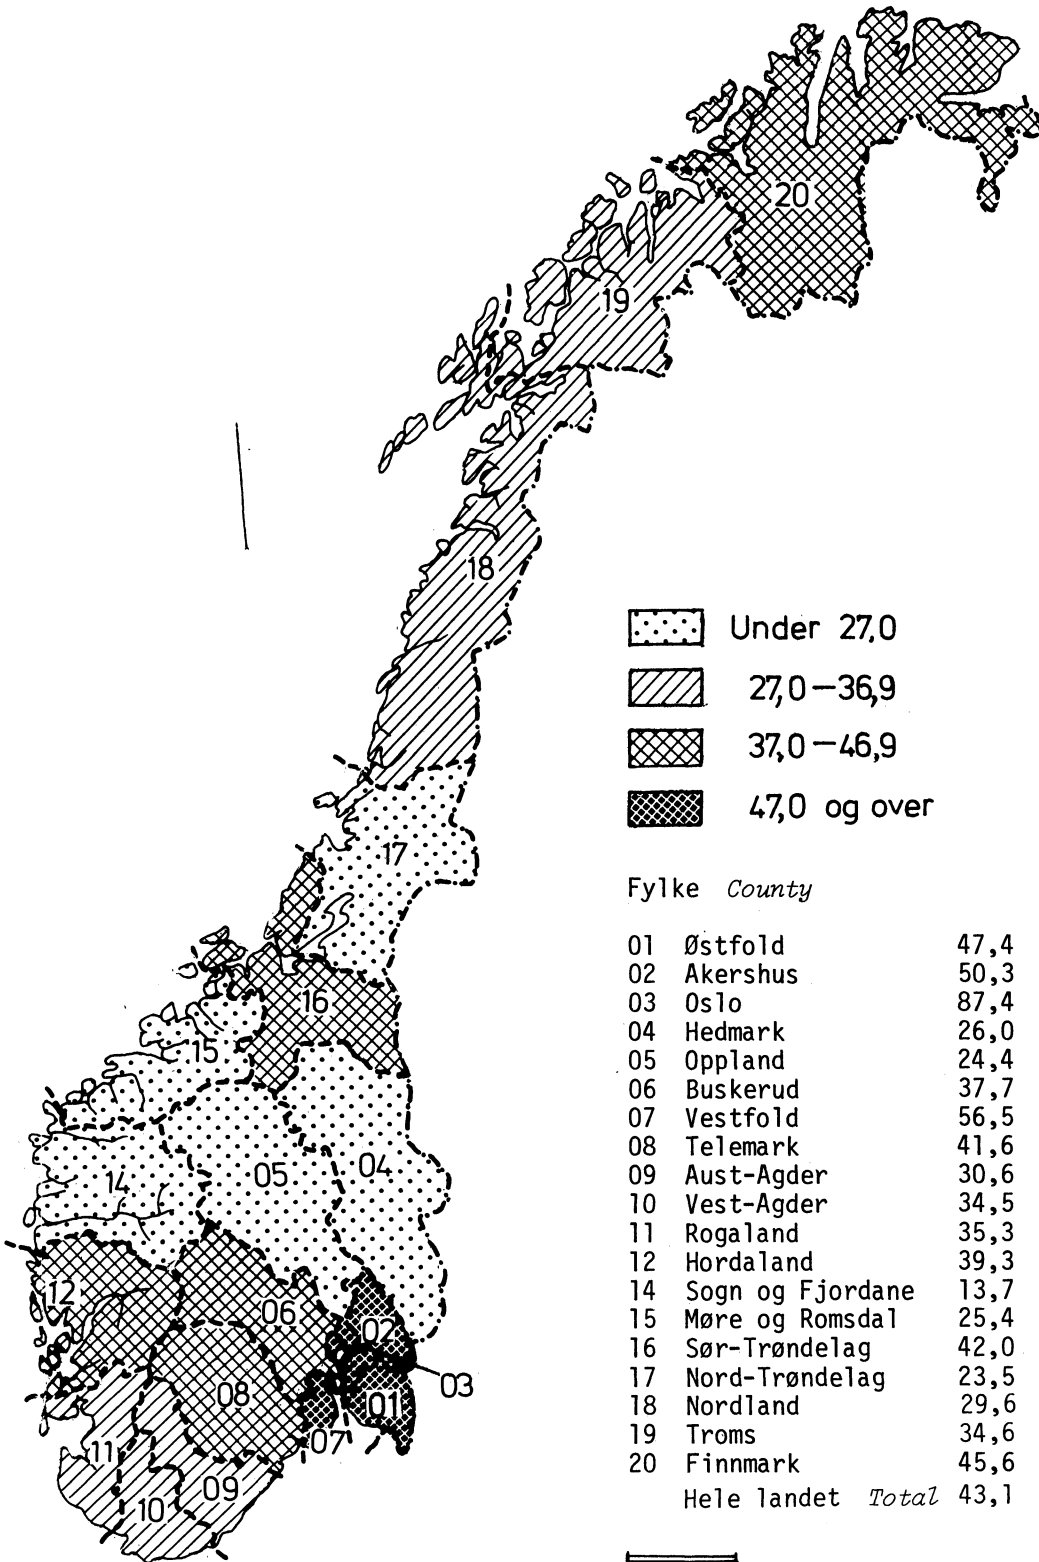 20
19
18
Under 27,0
27,0–36,9
37,0–46,9
47,0 og over
17
16
15
14
05
04
12
06
02
03
08
01
07
11
09
10
Fylke County
01 Østfold 47,4
02 Akershus 50,3
03 Oslo 87,4
04 Hedmark 26,0
05 Oppland 24,4
06 Buskerud 37,7
07 Vestfold 56,5
08 Telemark 41,6
09 Aust-Agder 30,6
10 Vest-Agder 34,5
11 Rogaland 35,3
12 Hordaland 39,3
14 Sogn og Fjordane 13,7
15 Møre og Romsdal 25,4
16 Sør-Trøndelag 42,0
17 Nord-Trøndelag 23,5
18 Nordland 29,6
19 Troms 34,6
20 Finnmark 45,6
Hele landet Total 43,1